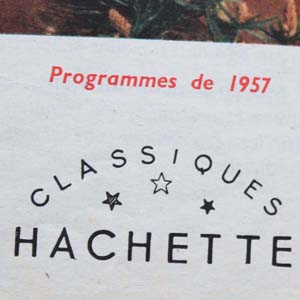 Programmes de 1957
CLASSIQUES
HACHETTE